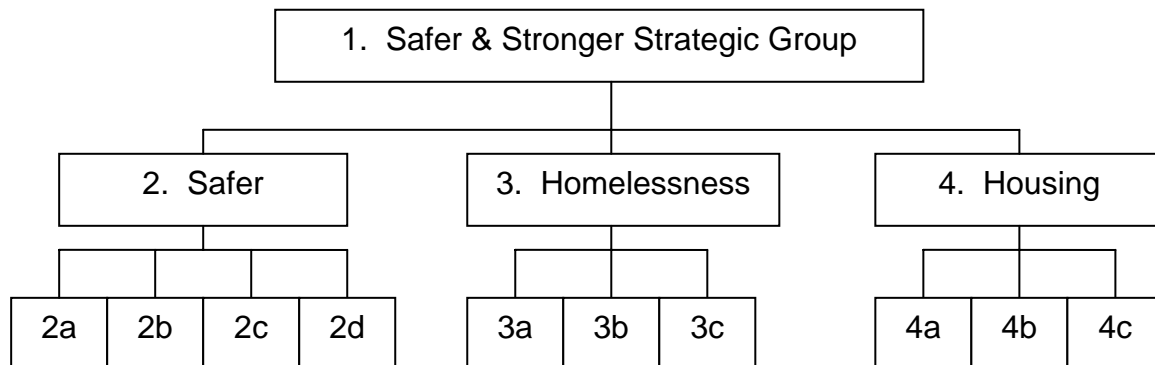 1. Safer & Stronger Strategic Group
2. Safer
3. Homelessness
4. Housing
2a 2b 2c 2d
3a 3b 3c
4a 4b 4c